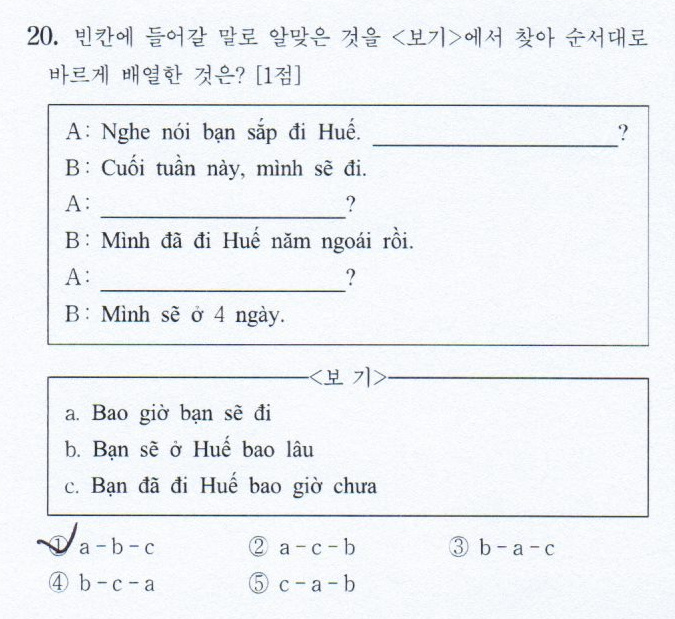 20. 빈칸에 들어갈 말로 알맞은 것을 <보기>에서 찾아 순서대로
바르게 배열한 것은? [1점]
A: Nghe nói bạn sắp đi Huế. ____________________?
B: Cuối tuần này, mình sẽ đi.
A: ____________________?
B: Mình đã đi Huế năm ngoái rồi.
A: ____________________?
B: Mình sẽ ở 4 ngày.
<보 기>
a. Bao giờ bạn sẽ đi
b. Bạn sẽ ở Huế bao lâu
c. Bạn đã đi Huế bao giờ chưa
① a-b-c ② a-c-b ③ b-a-c
④ b-c-a ⑤ c-a-b